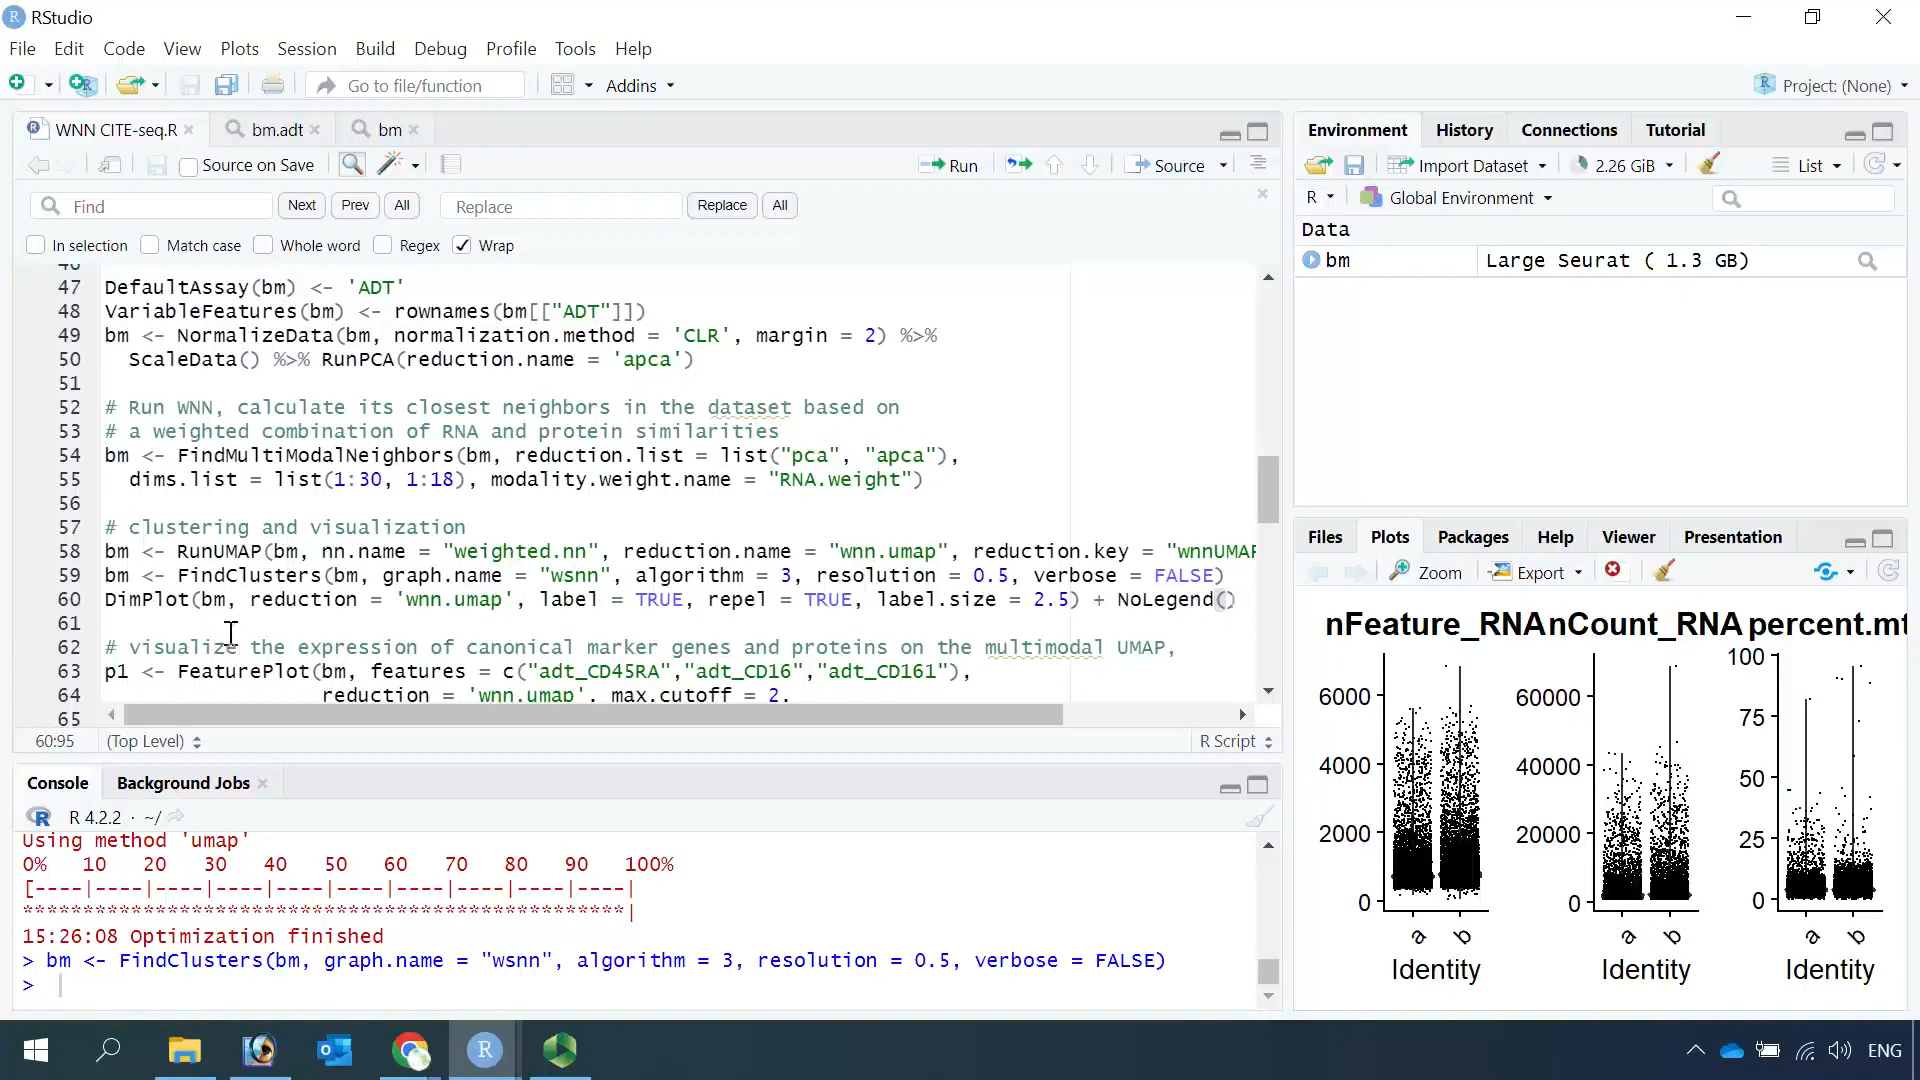 RStudio
File Edit Code View Plots Session Build Debug Profile Tools Help
Go to file/function Addins Project: (None)
WNN CITE-seq.R bm.adt bm
Source on Save Run Source
Find Next Prev All Replace Replace All
In selection Match case Whole word Regex Wrap
46
47 DefaultAssay(bm) <- 'ADT'
48 VariableFeatures(bm) <- rownames(bm[["ADT"]])
49 bm <- NormalizeData(bm, normalization.method = 'CLR', margin = 2) %>%
50 ScaleData() %>% RunPCA(reduction.name = 'apca')
51
52 # Run WNN, calculate its closest neighbors in the dataset based on
53 # a weighted combination of RNA and protein similarities
54 bm <- FindMultiModalNeighbors(bm, reduction.list = list("pca", "apca"),
55 dims.list = list(1:30, 1:18), modality.weight.name = "RNA.weight")
56
57 # clustering and visualization
58 bm <- RunUMAP(bm, nn.name = "weighted.nn", reduction.name = "wnn.umap", reduction.key = "wnnUMAP
59 bm <- FindClusters(bm, graph.name = "wsnn", algorithm = 3, resolution = 0.5, verbose = FALSE)
60 DimPlot(bm, reduction = 'wnn.umap', label = TRUE, repel = TRUE, label.size = 2.5) + NoLegend()
61
62 # visualize the expression of canonical marker genes and proteins on the multimodal UMAP,
63 p1 <- FeaturePlot(bm, features = c("adt_CD45RA","adt_CD16","adt_CD161"),
64 reduction = 'wnn.umap', max.cutoff = 2,
65
60:95 (Top Level) R Script
Console Background Jobs
R 4.2.2 · ~/
Using method 'umap'
0% 10 20 30 40 50 60 70 80 90 100%
[----|----|----|----|----|----|----|----|----|----|
**************************************************|
15:26:08 Optimization finished
> bm <- FindClusters(bm, graph.name = "wsnn", algorithm = 3, resolution = 0.5, verbose = FALSE)
>
Environment History Connections Tutorial
Import Dataset 2.26 GiB List
R Global Environment
Data
bm Large Seurat ( 1.3 GB)
Files Plots Packages Help Viewer Presentation
Zoom Export
nFeature_RNA nCount_RNA percent.mt
6000 4000 2000 0
60000 40000 20000 0
100 75 50 25 0
a b a b a b
Identity Identity Identity
ENG